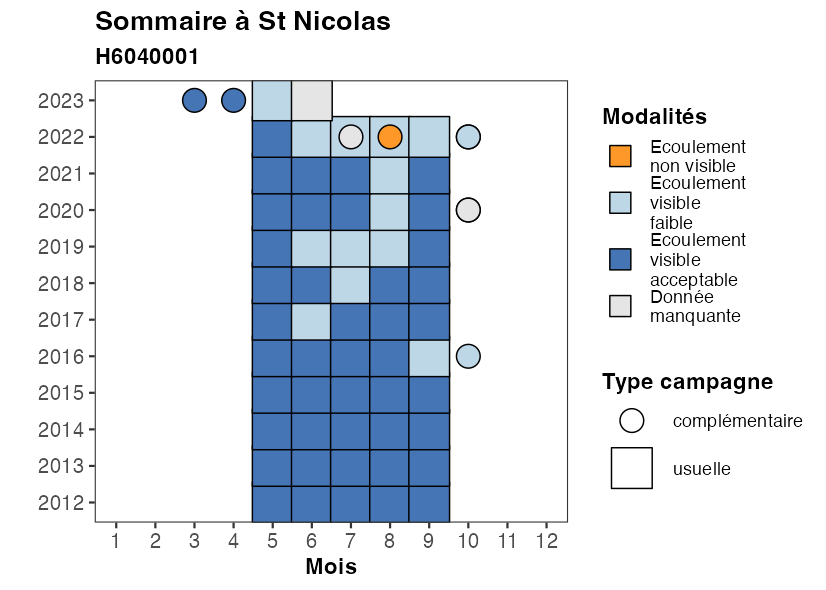 Sommaire à St Nicolas
H6040001
2023
2022
2021
2020
2019
2018
2017
2016
2015
2014
2013
2012
1 2 3 4 5 6 7 8 9 10 11 12
Mois
Modalités
Ecoulement
non visible
Ecoulement
visible
faible
Ecoulement
visible
acceptable
Donnée
manquante
Type campagne
complémentaire
usuelle